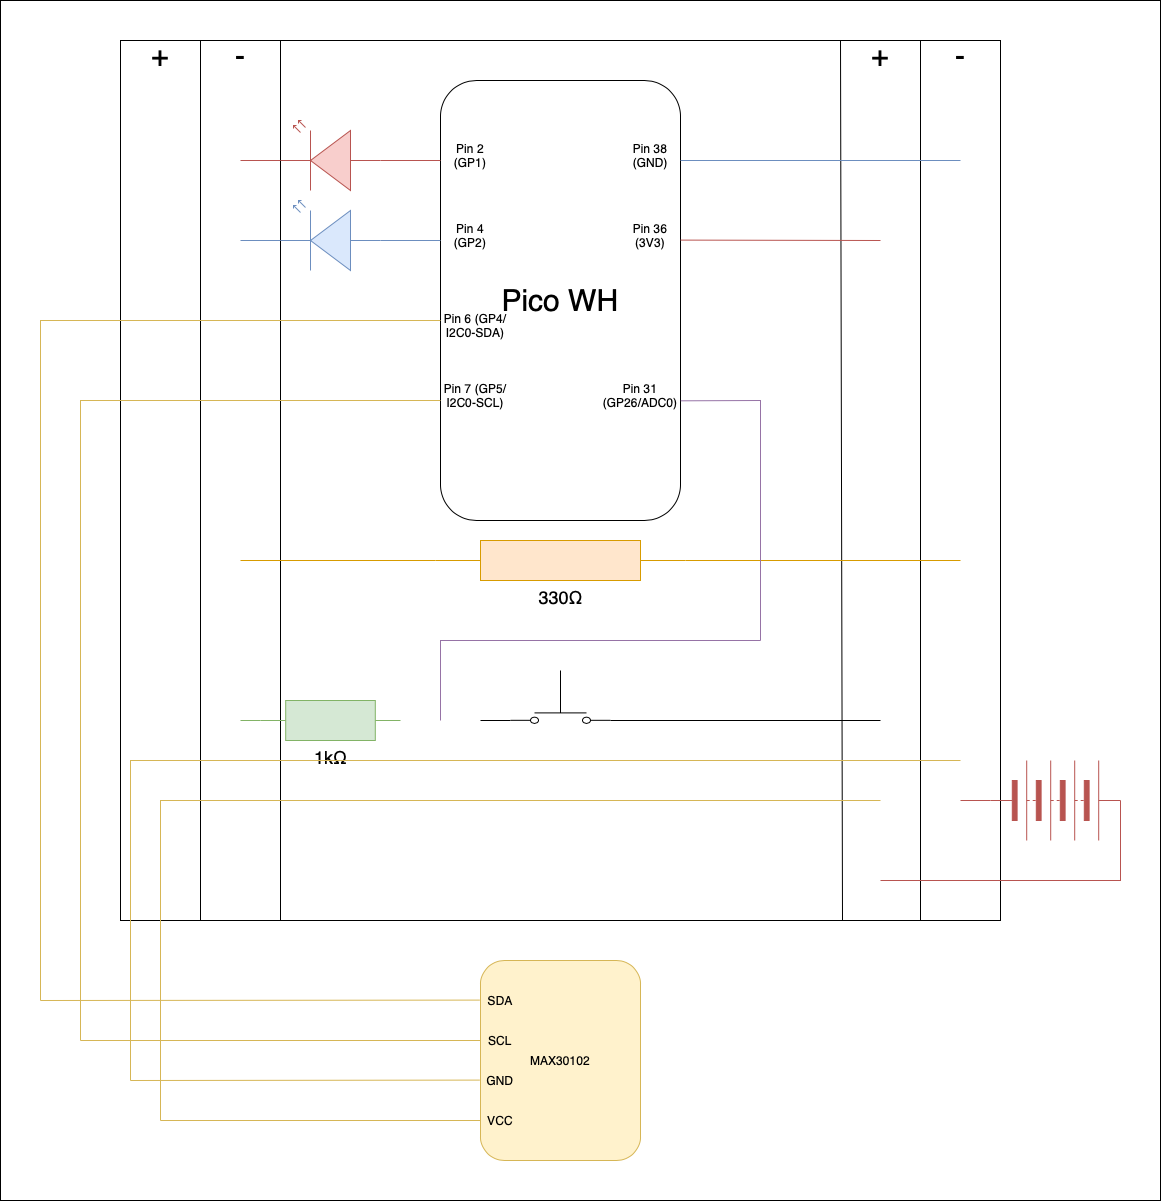 +
-
+
-
Pin 2
(GP1)
Pin 38
(GND)
Pin 4
(GP2)
Pin 36
(3V3)
Pico WH
Pin 6 (GP4/
I2C0-SDA)
Pin 7 (GP5/
I2C0-SCL)
Pin 31
(GP26/ADC0)
330Ω
1kΩ
SDA
SCL
MAX30102
GND
VCC